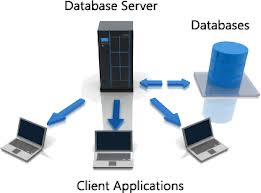 Database Server
Databases
Client Applications